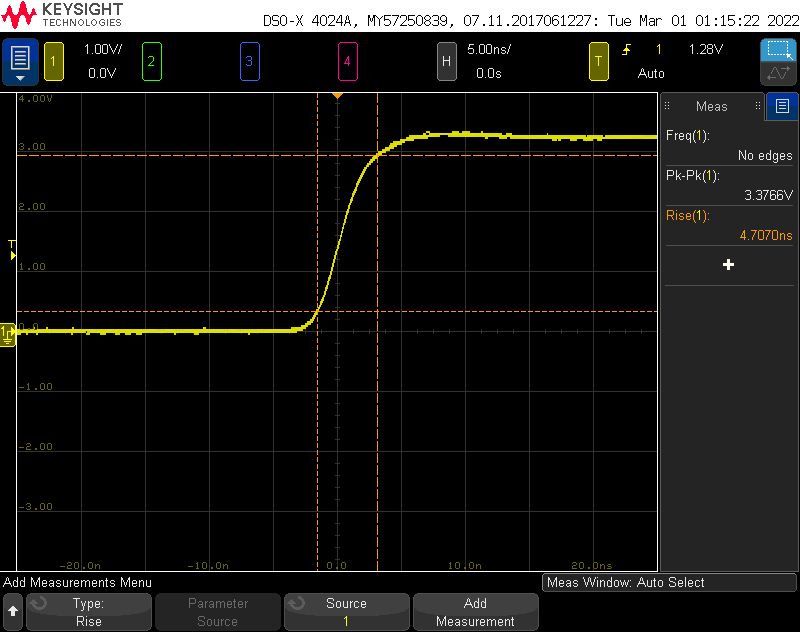 KEYSIGHT
TECHNOLOGIES
DSO-X 4024A, MY57250839, 07.11.2017061227: Tue Mar 01 01:15:22 2022
1 1.00V/ 2 3 4 H 5.00ns/ T 1 1.28V
0.0V 0.0s Auto
4.00V
3.00
2.00
T
1.00
1 0.0
-1.00
-2.00
-3.00
-20.0n -10.0n 0.0 10.0n 20.0ns
Meas
Freq(1):
No edges
Pk-Pk(1):
3.3766V
Rise(1):
4.7070ns
Add Measurements Menu
Meas Window: Auto Select
Type:
Rise
Parameter
Source
Source
1
Add
Measurement